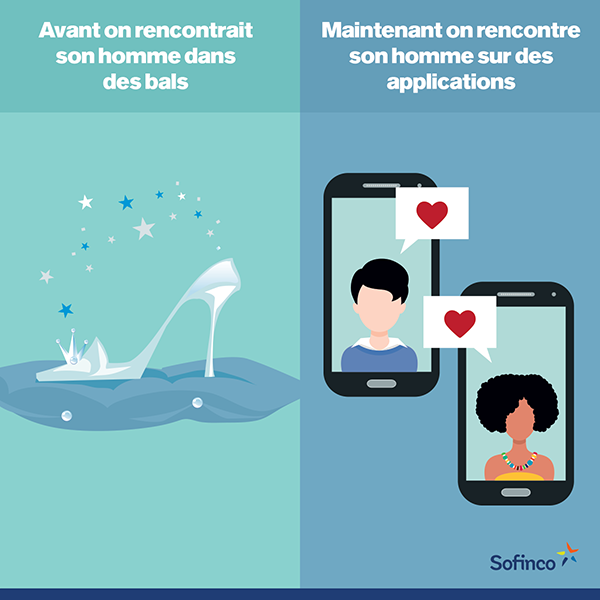 Avant on rencontrait
son homme dans
des bals
Maintenant on rencontre
son homme sur des
applications
Sofinco